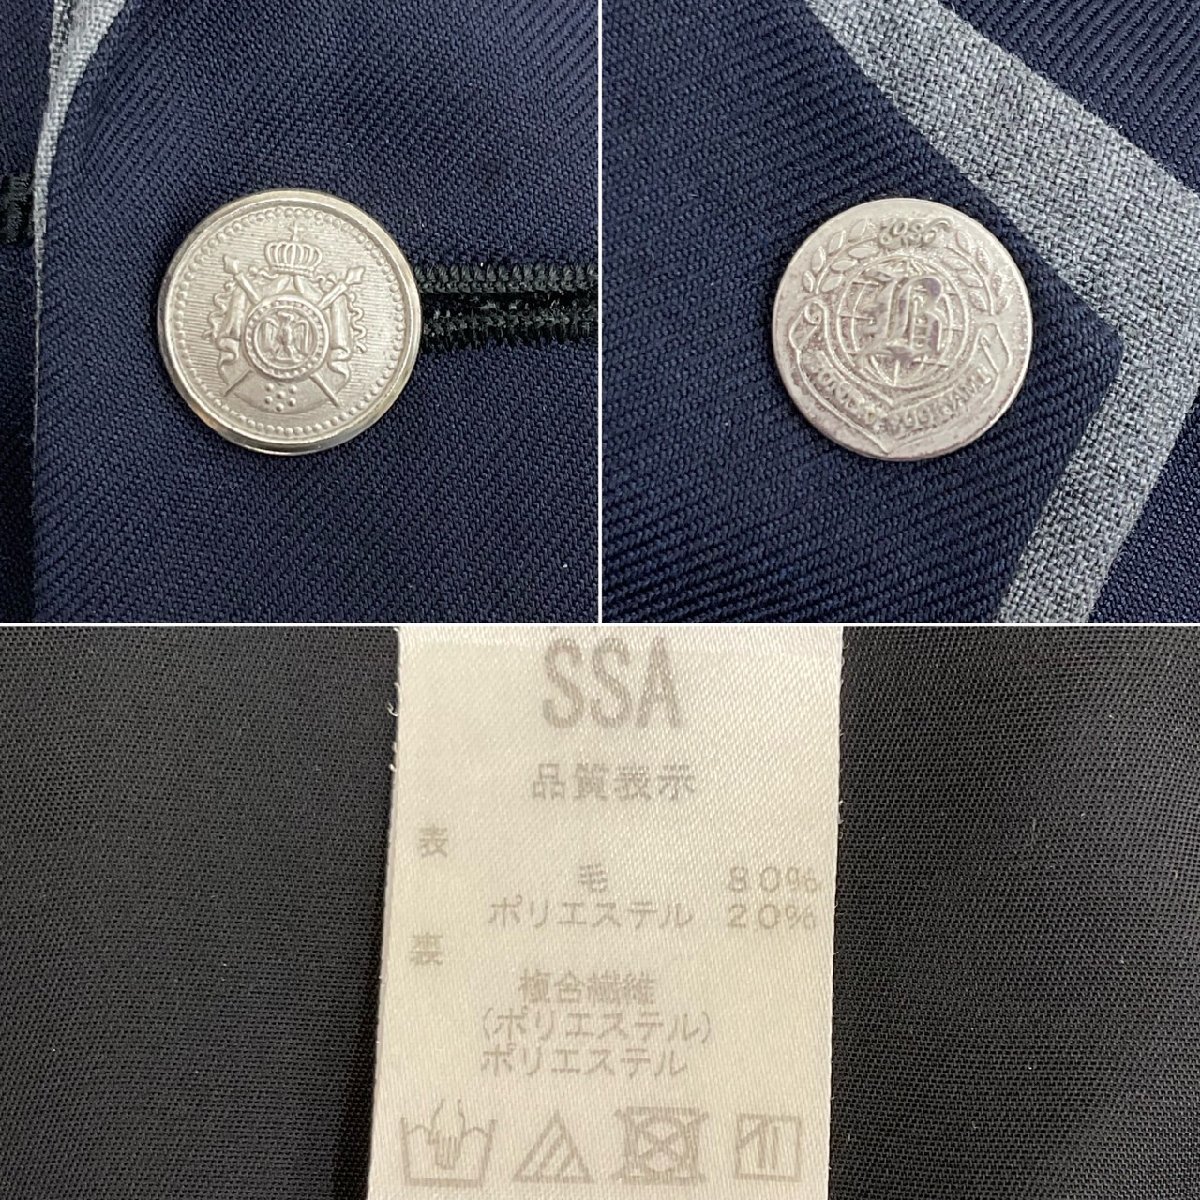 B
SSA
品質表示
表
毛 80%
ポリエステル 20%
裏
複合繊維
(ポリエステル)
ポリエステル